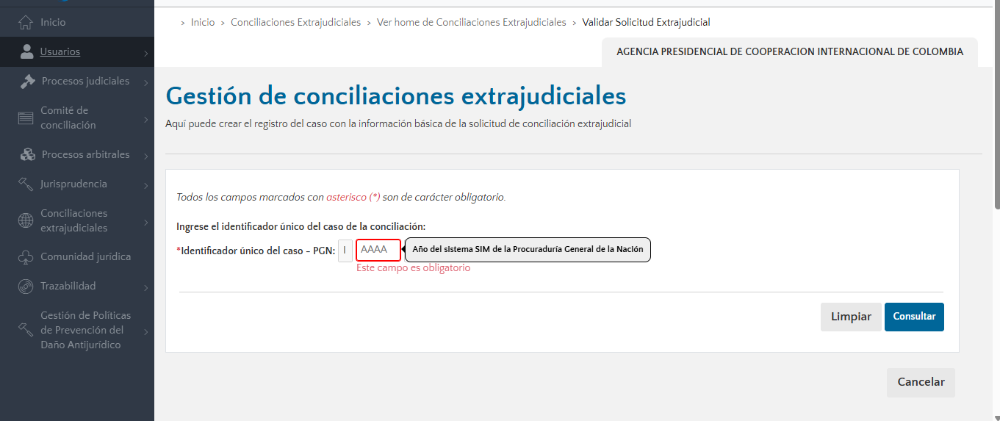 Inicio
Usuarios
Procesos judiciales
Comité de
conciliación
Procesos arbitrales
Jurisprudencia
Conciliaciones
extrajudiciales
Comunidad jurídica
Trazabilidad
Gestión de Políticas
de Prevención del
Daño Antijurídico
> Inicio > Conciliaciones Extrajudiciales > Ver home de Conciliaciones Extrajudiciales > Validar Solicitud Extrajudicial
AGENCIA PRESIDENCIAL DE COOPERACION INTERNACIONAL DE COLOMBIA
Gestión de conciliaciones extrajudiciales
Aquí puede crear el registro del caso con la información básica de la solicitud de conciliación extrajudicial
Todos los campos marcados con asterisco (*) son de carácter obligatorio.
Ingrese el identificador único del caso de la conciliación:
*Identificador único del caso - PGN: I AAAA Año del sistema SIM de la Procuraduría General de la Nación
Este campo es obligatorio
Limpiar Consultar
Cancelar